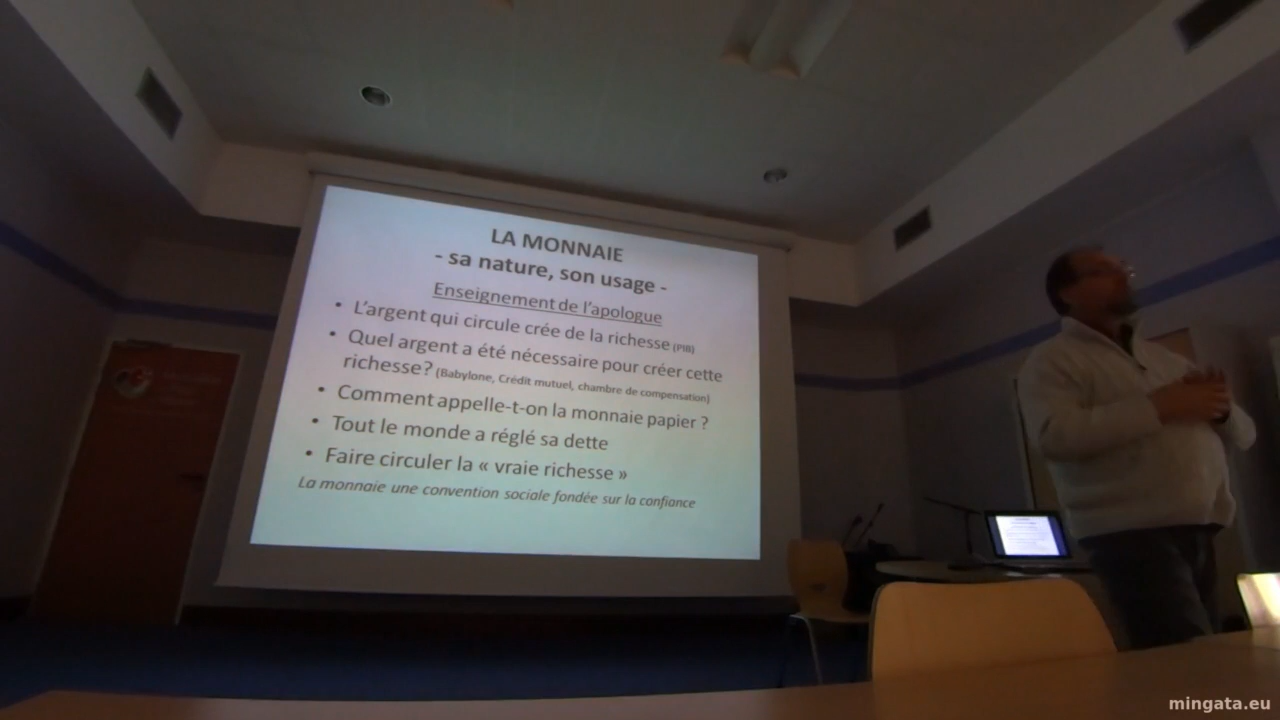 LA MONNAIE
- sa nature, son usage -
Enseignement de l'apologue
• L'argent qui circule crée de la richesse (PIB)
• Quel argent a été nécessaire pour créer cette
richesse? (Babylone, Crédit mutuel, chambre de compensation)
• Comment appelle-t-on la monnaie papier ?
• Tout le monde a réglé sa dette
• Faire circuler la « vraie richesse »
La monnaie une convention sociale fondée sur la confiance
mingata.eu